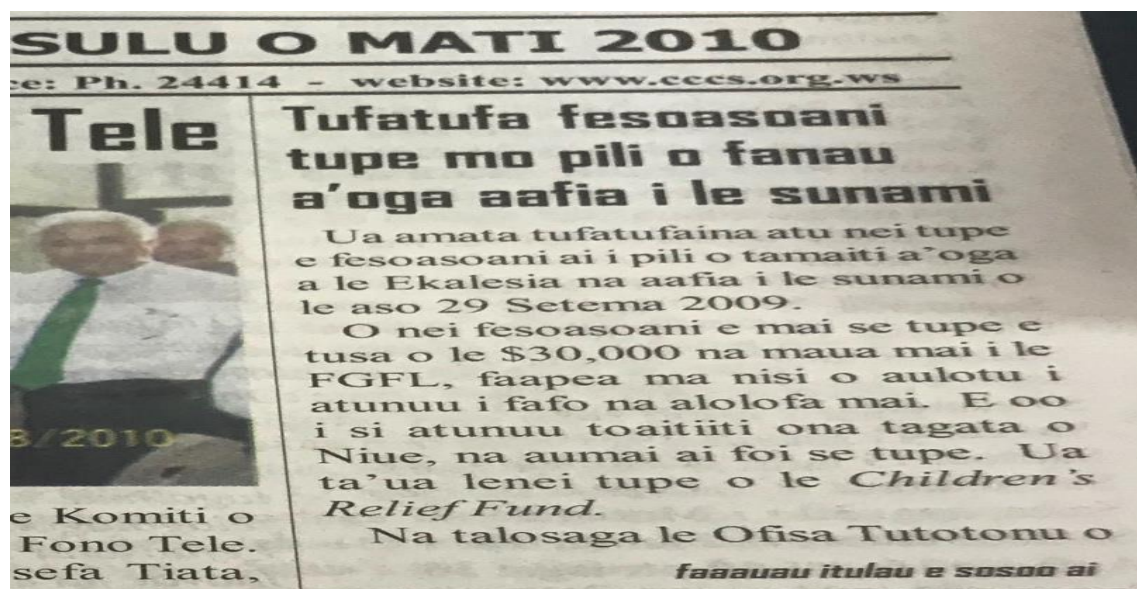 SULU O MATI 2010
ce: Ph. 24414 - website: www.cccs.org.ws
Tele
8/2010
e Komiti o
Fono Tele.
sefa Tiata,
Tufatufa fesoasoani
tupe mo pili o fanau
a'oga aafia i le sunami
Ua amata tufatufaina atu nei tupe
e fesoasoani ai i pili o tamaiti a'oga
a le Ekalesia na aafia i le sunami o
le aso 29 Setema 2009.
O nei fesoasoani e mai se tupe e
tusa o le $30,000 na maua mai i le
FGFL, faapea ma nisi o aulotu i
atunuu i fafo na alolofa mai. E oo
i si atunuu toaitiiti ona tagata o
Niue, na aumai ai foi se tupe. Ua
ta'ua lenei tupe o le Children's
Relief Fund.
Na talosaga le Ofisa Tutotonu o
faaauau itulau e sosoo ai